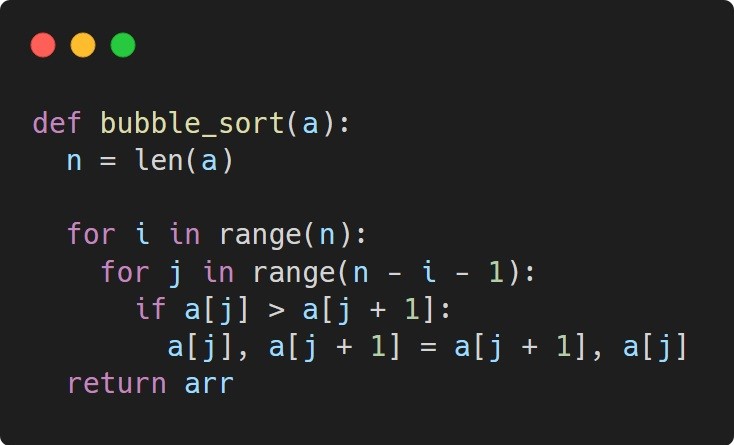 def bubble_sort(a):
  n = len(a)

  for i in range(n):
    for j in range(n - i - 1):
      if a[j] > a[j + 1]:
        a[j], a[j + 1] = a[j + 1], a[j]
  return arr